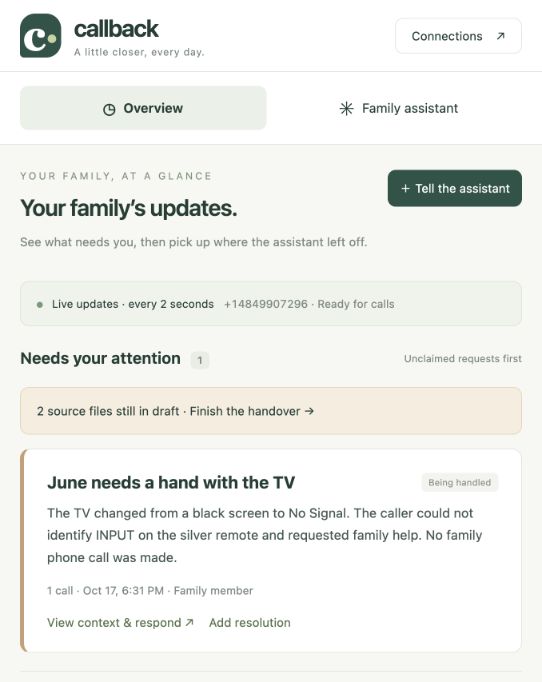 c.
callback
A little closer, every day.
Connections ↗
Overview
Family assistant
YOUR FAMILY, AT A GLANCE
Your family’s updates.
+ Tell the assistant
See what needs you, then pick up where the assistant left off.
Live updates · every 2 seconds +14849907296 · Ready for calls
Needs your attention 1
Unclaimed requests first
2 source files still in draft · Finish the handover →
June needs a hand with the TV
Being handled
The TV changed from a black screen to No Signal. The caller could not
identify INPUT on the silver remote and requested family help. No family
phone call was made.
1 call · Oct 17, 6:31 PM · Family member
View context & respond ↗ Add resolution